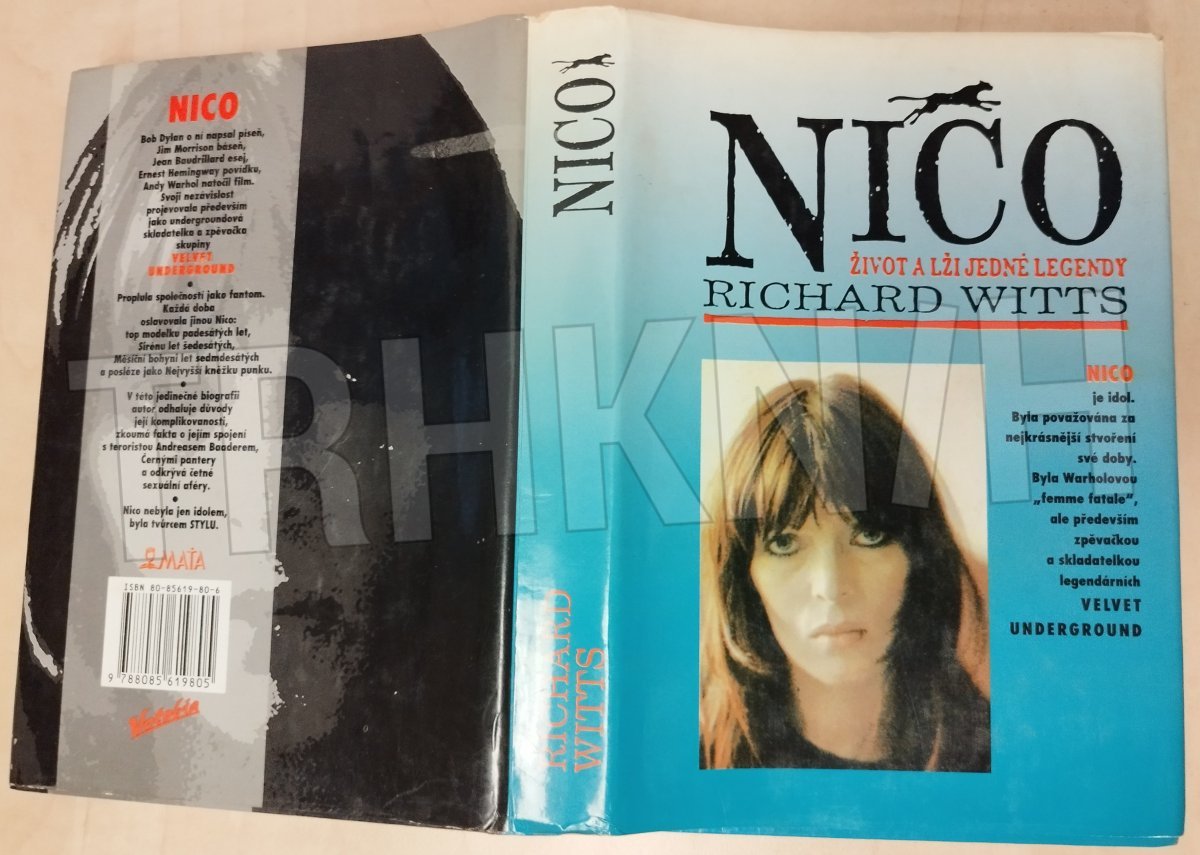 NICO
Bob Dylan o ní napsal píseň,
Jim Morrison báseň,
Jean Baudrillard esej,
Ernest Hemingway povídku,
Andy Warhol natočil film.
Svoji nezávislost
projevovala především
jako undergroundová
skladatelka a zpěvačka
skupiny
VELVET
UNDERGROUND
•
Proplula společností jako fantom.
Každá doba
oslavovala jinou Nico:
top modelku padesátých let,
Sirénu let šedesátých,
Měsíční bohyni let sedmdesátých
a posléze jako Nejvyšší kněžku punku.
•
V této jedinečné biografii
autor odhaluje důvody
její komplikovanosti,
zkoumá fakta o jejím spojení
s teroristou Andreasem Baaderem,
Černými pantery
a odkrývá četné
sexuální aféry.
•
Nico nebyla jen idolem,
byla tvůrcem STYLU.
MAŤA
ISBN 80-85619-80-6
9 788085 619805
Votobia
NICO
RICHARD
WITTS
NICO
ŽIVOT A LŽI JEDNÉ LEGENDY
RICHARD WITTS
NICO
je idol.
Byla považována za
nejkrásnější stvoření
své doby.
Byla Warholovou
„femme fatale“,
ale především
zpěvačkou
a skladatelkou
legendárních
VELVET
UNDERGROUND
TRHKNIH